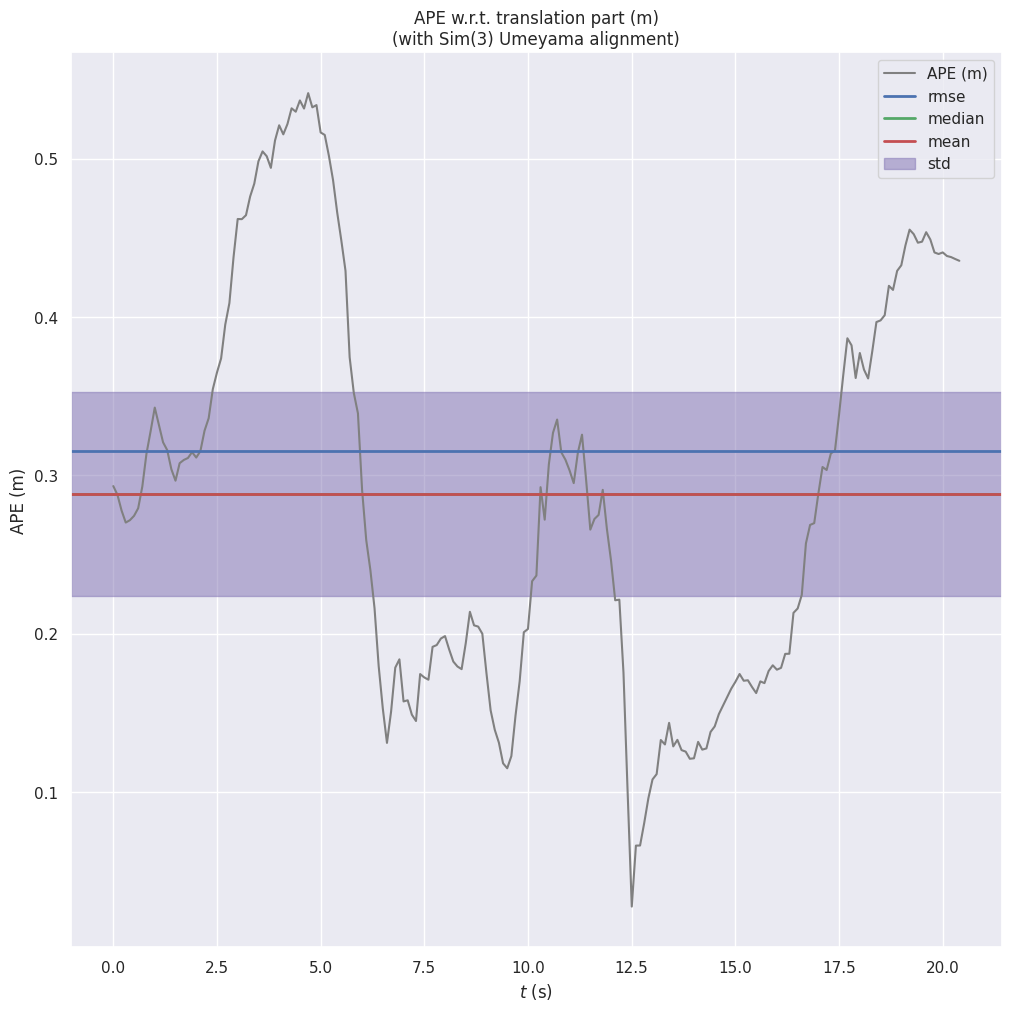 APE w.r.t. translation part (m)
(with Sim(3) Umeyama alignment)
APE (m)
rmse
median
mean
std
0.5
0.4
0.3
0.2
0.1
APE (m)
0.0
2.5
5.0
7.5
10.0
12.5
15.0
17.5
20.0
t (s)